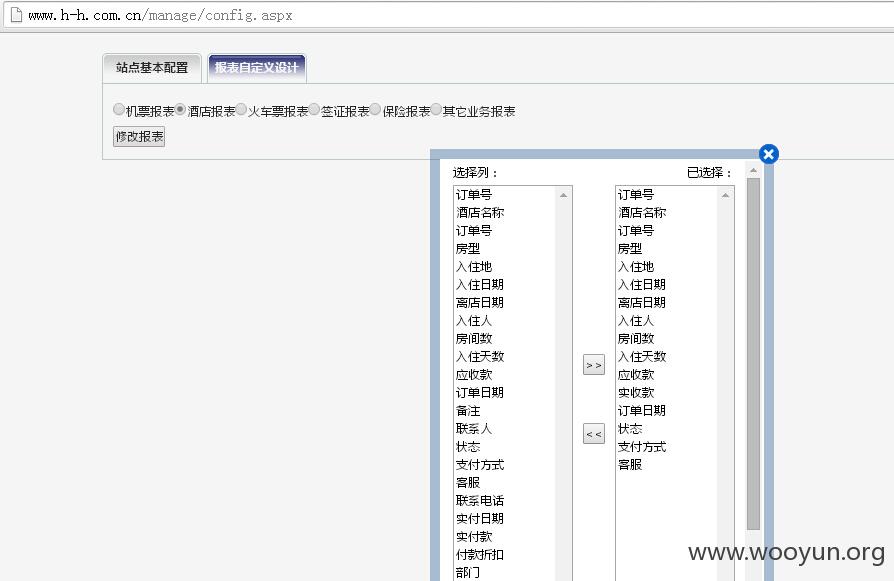 www.h-h.com.cn/manage/config.aspx
站点基本配置 报表自定义设计
机票报表 酒店报表 火车票报表 签证报表 保险报表 其它业务报表
修改报表
选择列： 已选择：
订单号 订单号
酒店名称 酒店名称
订单号 订单号
房型 房型
入住地 入住地
入住日期 入住日期
离店日期 离店日期
入住人 入住人
房间数 房间数
入住天数 >> 入住天数
应收款 应收款
订单日期 实收款
备注 订单日期
联系人 << 状态
状态 支付方式
支付方式 客服
客服
联系电话
实付日期
实付款
付款折扣
部门
www.wooyun.org